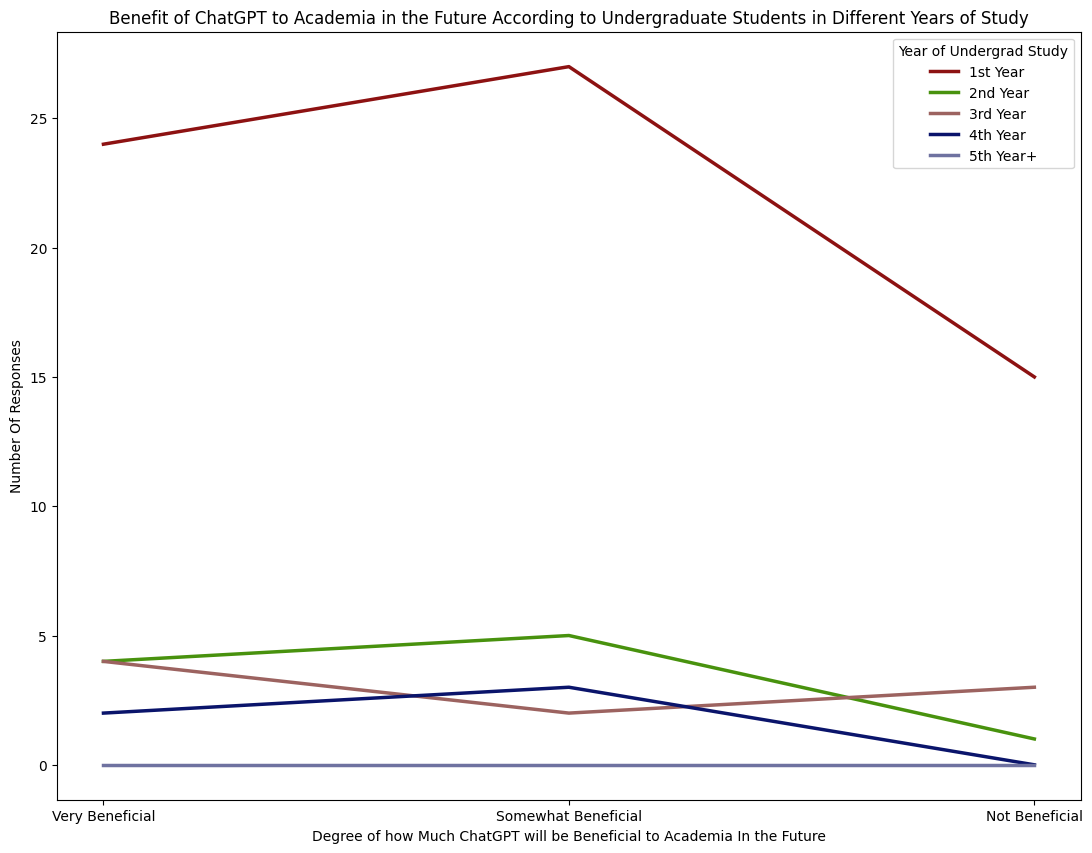 Benefit of ChatGPT to Academia in the Future According to Undergraduate Students in Different Years of Study
Year of Undergrad Study
1st Year
2nd Year
3rd Year
4th Year
5th Year+
Number Of Responses
25
20
15
10
5
0
Very Beneficial
Somewhat Beneficial
Not Beneficial
Degree of how Much ChatGPT will be Beneficial to Academia In the Future